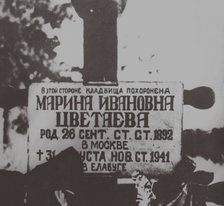 В ЭТОЙ СТОРОНЕ КЛАДБИЩА ПОХОРОНЕНА
МАРИНА ИВАНОВНА
ЦВЕТАЕВА
РОД. 26 СЕНТ. СТ. СТ. 1892
В МОСКВЕ
† 31 АВГУСТА НОВ. СТ. 1941
В ЕЛАБУГЕ